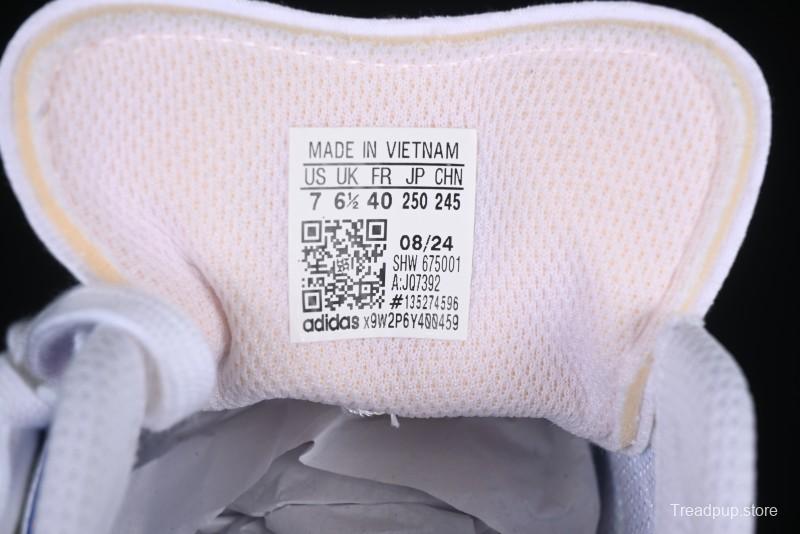 MADE IN VIETNAM
US UK FR JP CHN
7 6½ 40 250 245
08/24
SHW 675001
A:JQ7392
#135274596
adidas x9W2P6Y400459
Treadpup.store